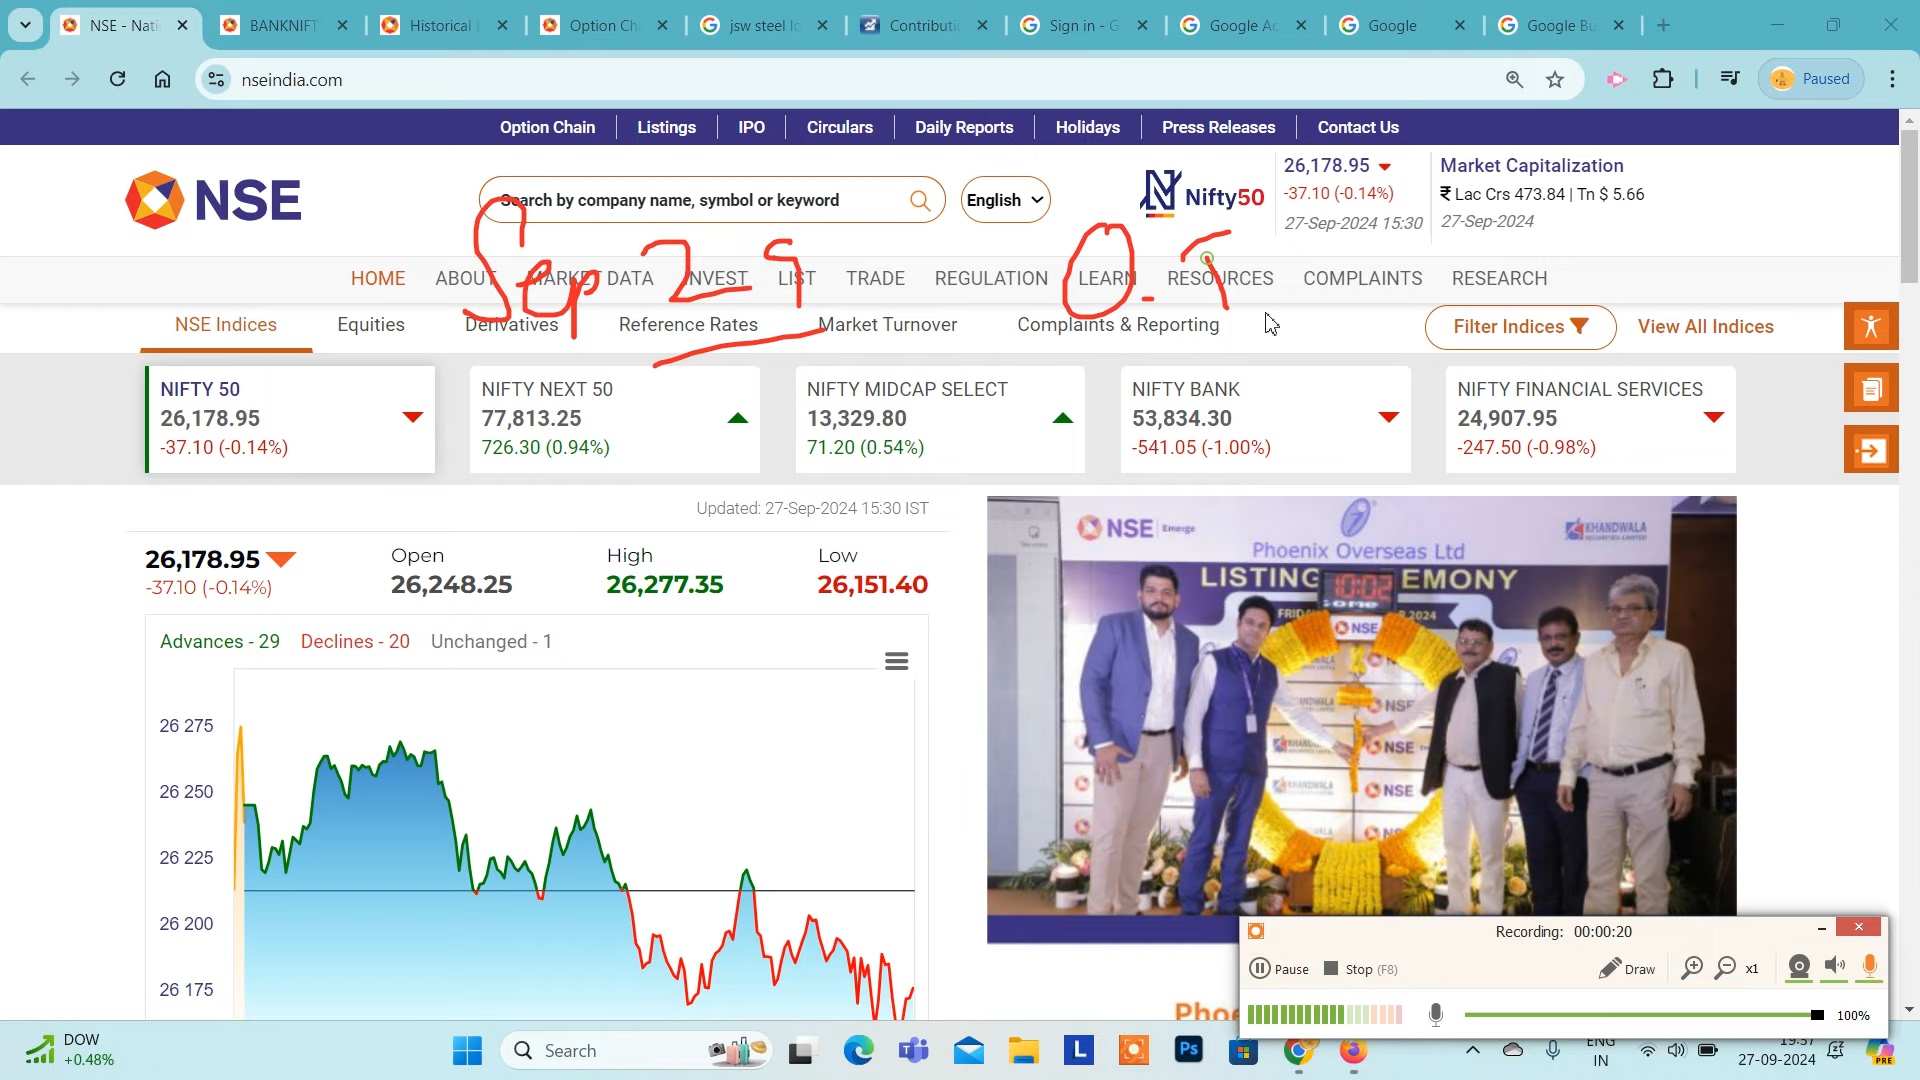 NSE - Nati
BANKNIFT
Historical
Option Ch
jsw steel lo
Contributi
Sign in - G
Google Ac
Google
Google Bu
nseindia.com
Paused
Option Chain
Listings
IPO
Circulars
Daily Reports
Holidays
Press Releases
Contact Us
NSE
Search by company name, symbol or keyword
English
Nifty50
26,178.95
-37.10 (-0.14%)
27-Sep-2024 15:30
Market Capitalization
₹ Lac Crs 473.84 | Tn $ 5.66
27-Sep-2024
Sep 29
HOME
ABOUT
MARKET DATA
INVEST
LIST
TRADE
REGULATION
LEARN
RESOURCES
COMPLAINTS
RESEARCH
NSE Indices
Equities
Derivatives
Reference Rates
Market Turnover
Complaints & Reporting
Filter Indices
View All Indices
NIFTY 50
26,178.95
-37.10 (-0.14%)
NIFTY NEXT 50
77,813.25
726.30 (0.94%)
NIFTY MIDCAP SELECT
13,329.80
71.20 (0.54%)
NIFTY BANK
53,834.30
-541.05 (-1.00%)
NIFTY FINANCIAL SERVICES
24,907.95
-247.50 (-0.98%)
Updated: 27-Sep-2024 15:30 IST
26,178.95
-37.10 (-0.14%)
Open
26,248.25
High
26,277.35
Low
26,151.40
Advances - 29
Declines - 20
Unchanged - 1
26 275
26 250
26 225
26 200
26 175
NSE Emerge
Phoenix Overseas Ltd
KHANDWALA
LISTING
EMONY
10:02
2024
NSE
NSE
NSE
NSE
Recording: 00:00:20
Pause
Stop (F8)
Draw
x1
100%
DOW
+0.48%
Search
ENG
IN
19:37
27-09-2024
PRE